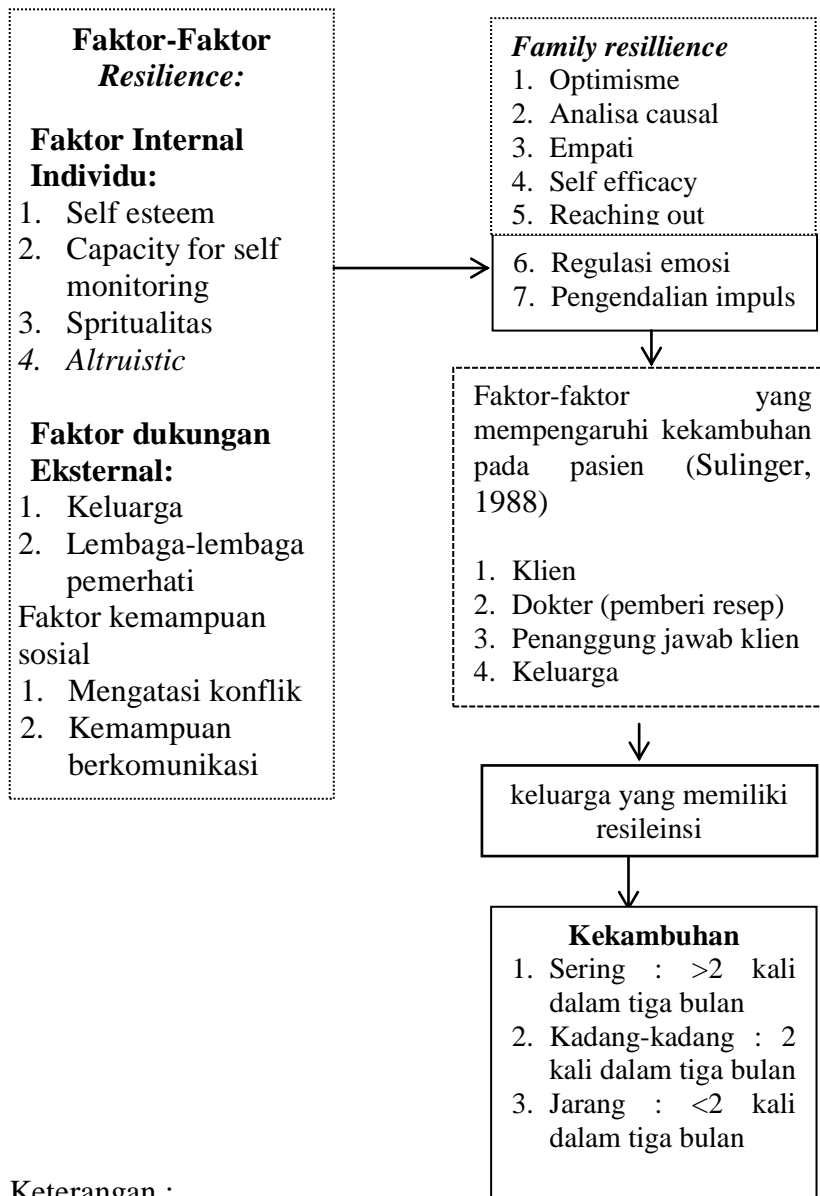 Faktor-Faktor
Resilience:
Faktor Internal
Individu:
1. Self esteem
2. Capacity for self
monitoring
3. Spritualitas
4. Altruistic
Faktor dukungan
Eksternal:
1. Keluarga
2. Lembaga-lembaga
pemerhati
Faktor kemampuan
sosial
1. Mengatasi konflik
2. Kemampuan
berkomunikasi
Family resillience
1. Optimisme
2. Analisa causal
3. Empati
4. Self efficacy
5. Reaching out
6. Regulasi emosi
7. Pengendalian impuls
Faktor-faktor yang
mempengaruhi kekambuhan
pada pasien (Sulinger,
1988)
1. Klien
2. Dokter (pemberi resep)
3. Penanggung jawab klien
4. Keluarga
keluarga yang memiliki
resileinsi
Kekambuhan
1. Sering : >2 kali
dalam tiga bulan
2. Kadang-kadang : 2
kali dalam tiga bulan
3. Jarang : <2 kali
dalam tiga bulan
Keterangan :